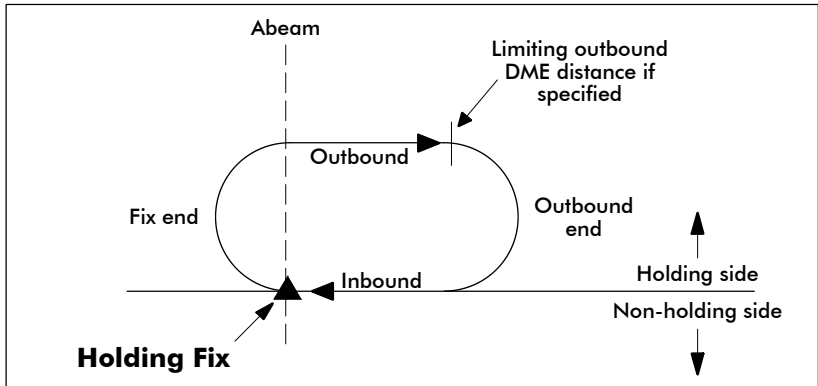 Abeam
Limiting outbound
DME distance if
specified
Outbound
Fix end
Outbound
end
Inbound
Holding side
Non-holding side
Holding Fix